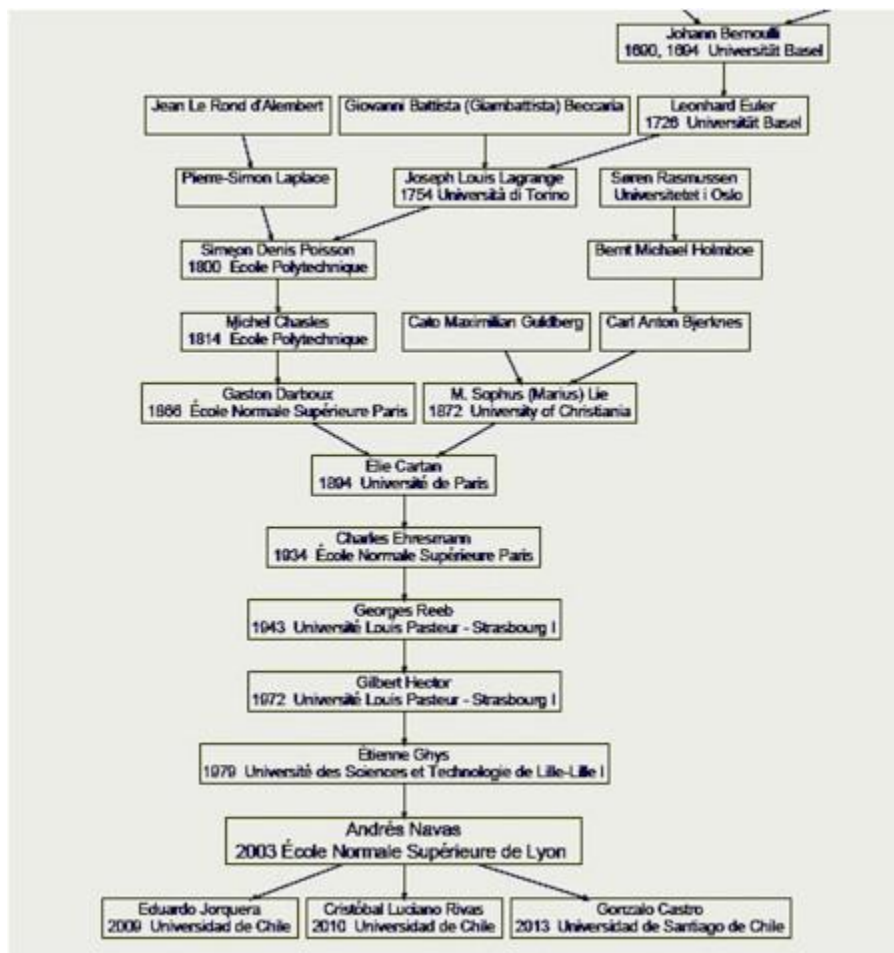 Johann Bernoulli
1690, 1694 Universität Basel
Jean Le Rond d'Alembert
Giovanni Battista (Giambattista) Beccaria
Leonhard Euler
1726 Universität Basel
Pierre-Simon Laplace
Joseph Louis Lagrange
1754 Università di Torino
Søren Rasmussen
Universitetet i Oslo
Simeon Denis Poisson
1800 École Polytechnique
Bernt Michael Holmboe
Michel Chasles
1814 École Polytechnique
Cato Maximilian Guldberg
Carl Anton Bjerknes
Gaston Darboux
1866 École Normale Supérieure Paris
M. Sophus (Marius) Lie
1872 University of Christiania
Élie Cartan
1894 Université de Paris
Charles Ehresmann
1934 École Normale Supérieure Paris
Georges Reeb
1943 Université Louis Pasteur - Strasbourg I
Gilbert Hector
1972 Université Louis Pasteur - Strasbourg I
Étienne Ghys
1979 Université des Sciences et Technologie de Lille-Lille I
Andrés Navas
2003 École Normale Supérieure de Lyon
Eduardo Jorquera
2009 Universidad de Chile
Cristóbal Luciano Rivas
2010 Universidad de Chile
Gonzalo Castro
2013 Universidad de Santiago de Chile